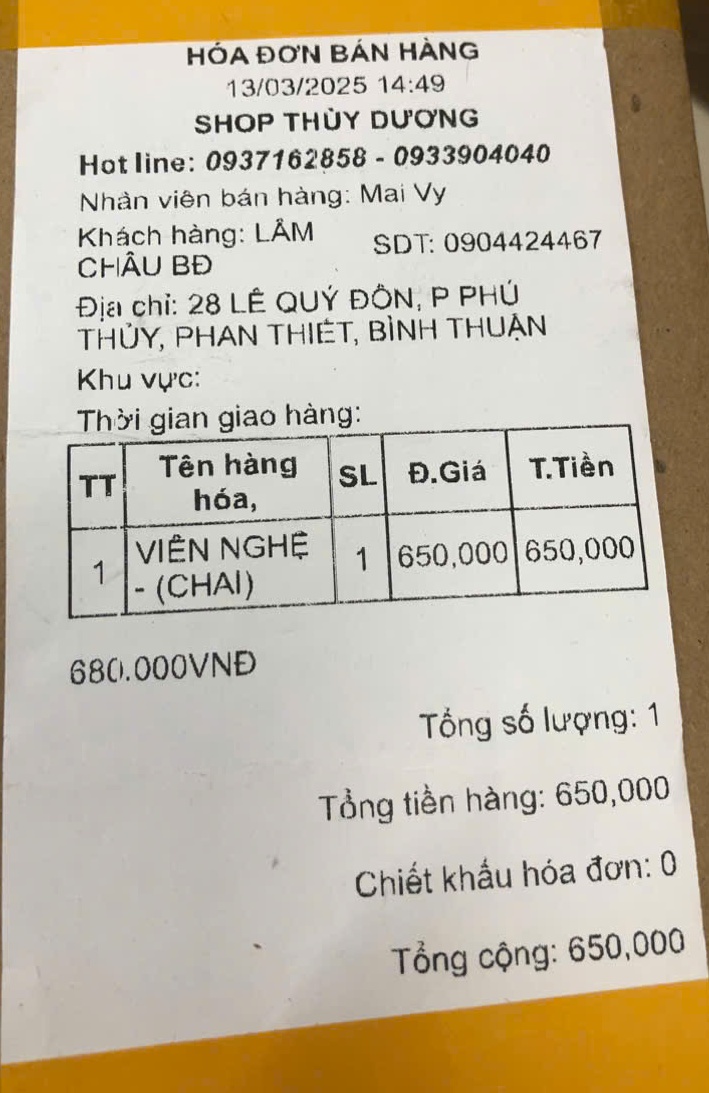 HÓA ĐƠN BÁN HÀNG
13/03/2025 14:49
SHOP THÙY DƯƠNG
Hot line: 0937162858 - 0933904040
Nhân viên bán hàng: Mai Vy
Khách hàng: LÂM CHÂU BĐ
SDT: 0904424467
Địa chỉ: 28 LÊ QUÝ ĐÔN, P PHÚ
THỦY, PHAN THIẾT, BÌNH THUẬN
Khu vực:
Thời gian giao hàng:
TT Tên hàng hóa, SL Đ.Giá T.Tiền
1 VIÊN NGHỆ - (CHAI) 1 650,000 650,000
680.000VNĐ
Tổng số lượng: 1
Tổng tiền hàng: 650,000
Chiết khấu hóa đơn: 0
Tổng cộng: 650,000